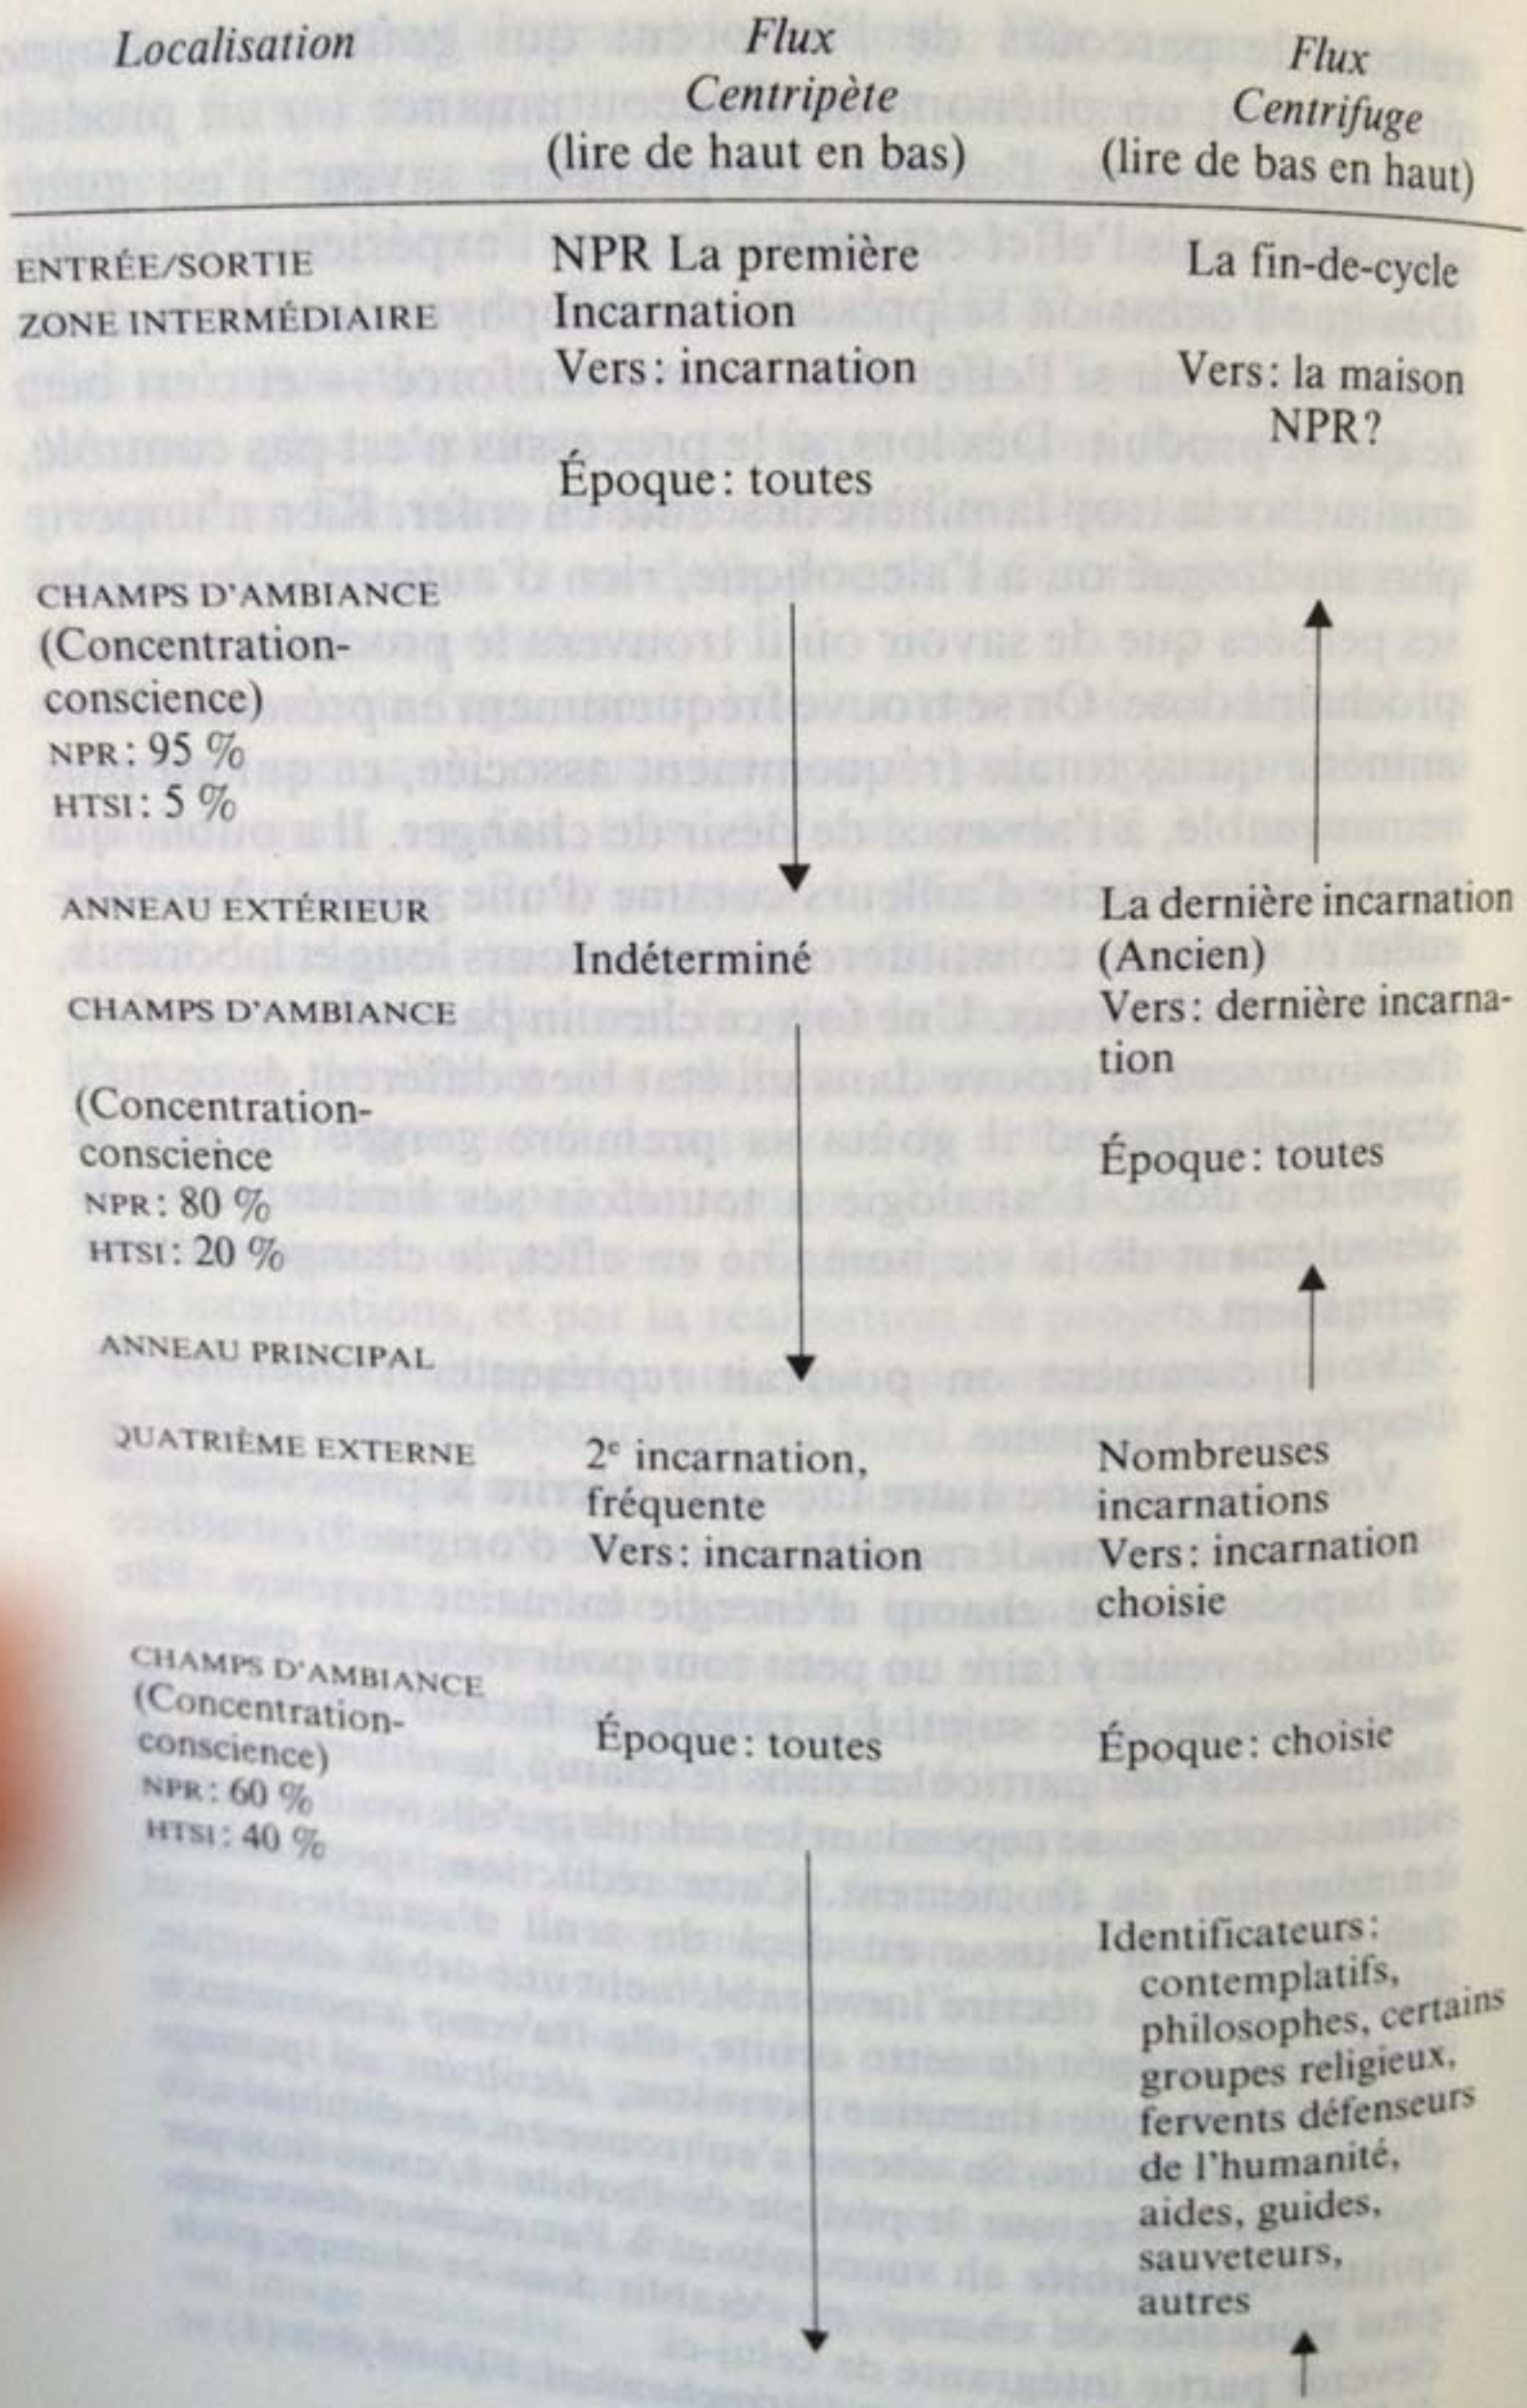 Localisation
Flux
Centripète
(lire de haut en bas)
Flux
Centrifuge
(lire de bas en haut)
ENTRÉE/SORTIE
ZONE INTERMÉDIAIRE
NPR La première
Incarnation
Vers : incarnation
Époque : toutes
La fin-de-cycle
Vers : la maison
NPR ?
CHAMPS D'AMBIANCE
(Concentration-
conscience)
NPR : 95 %
HTSI : 5 %
ANNEAU EXTÉRIEUR
Indéterminé
La dernière incarnation
(Ancien)
Vers : dernière incarna-
tion
Époque : toutes
CHAMPS D'AMBIANCE
(Concentration-
conscience
NPR : 80 %
HTSI : 20 %
ANNEAU PRINCIPAL
QUATRIÈME EXTERNE
2e incarnation,
fréquente
Vers : incarnation
Nombreuses
incarnations
Vers : incarnation
choisie
CHAMPS D'AMBIANCE
(Concentration-
conscience)
NPR : 60 %
HTSI : 40 %
Époque : toutes
Époque : choisie
Identificateurs :
contemplatifs,
philosophes, certains
groupes religieux,
fervents défenseurs
de l'humanité,
aides, guides,
sauveteurs,
autres